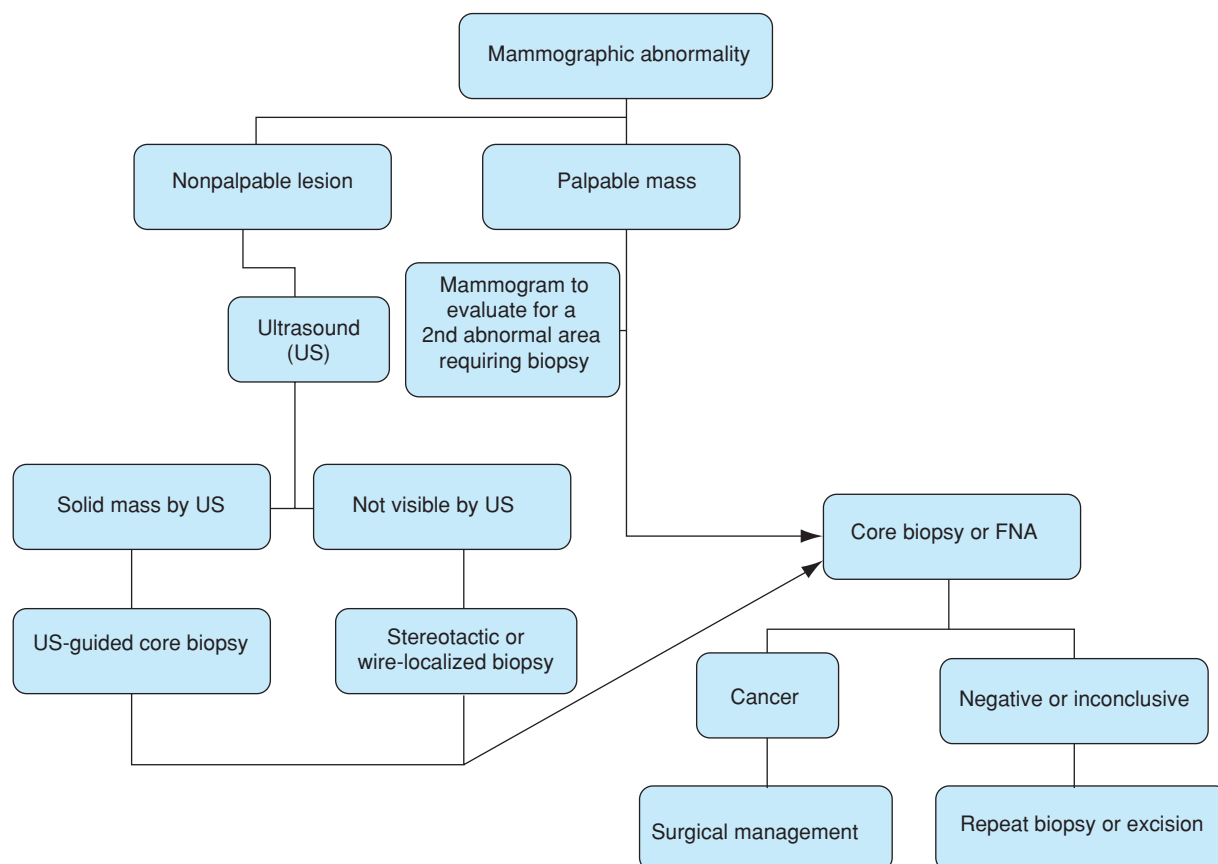 Mammographic abnormality
Nonpalpable lesion
Palpable mass
Mammogram to
evaluate for a
2nd abnormal area
requiring biopsy
Ultrasound
(US)
Solid mass by US
Not visible by US
Core biopsy or FNA
US-guided core biopsy
Stereotactic or
wire-localized biopsy
Cancer
Negative or inconclusive
Surgical management
Repeat biopsy or excision